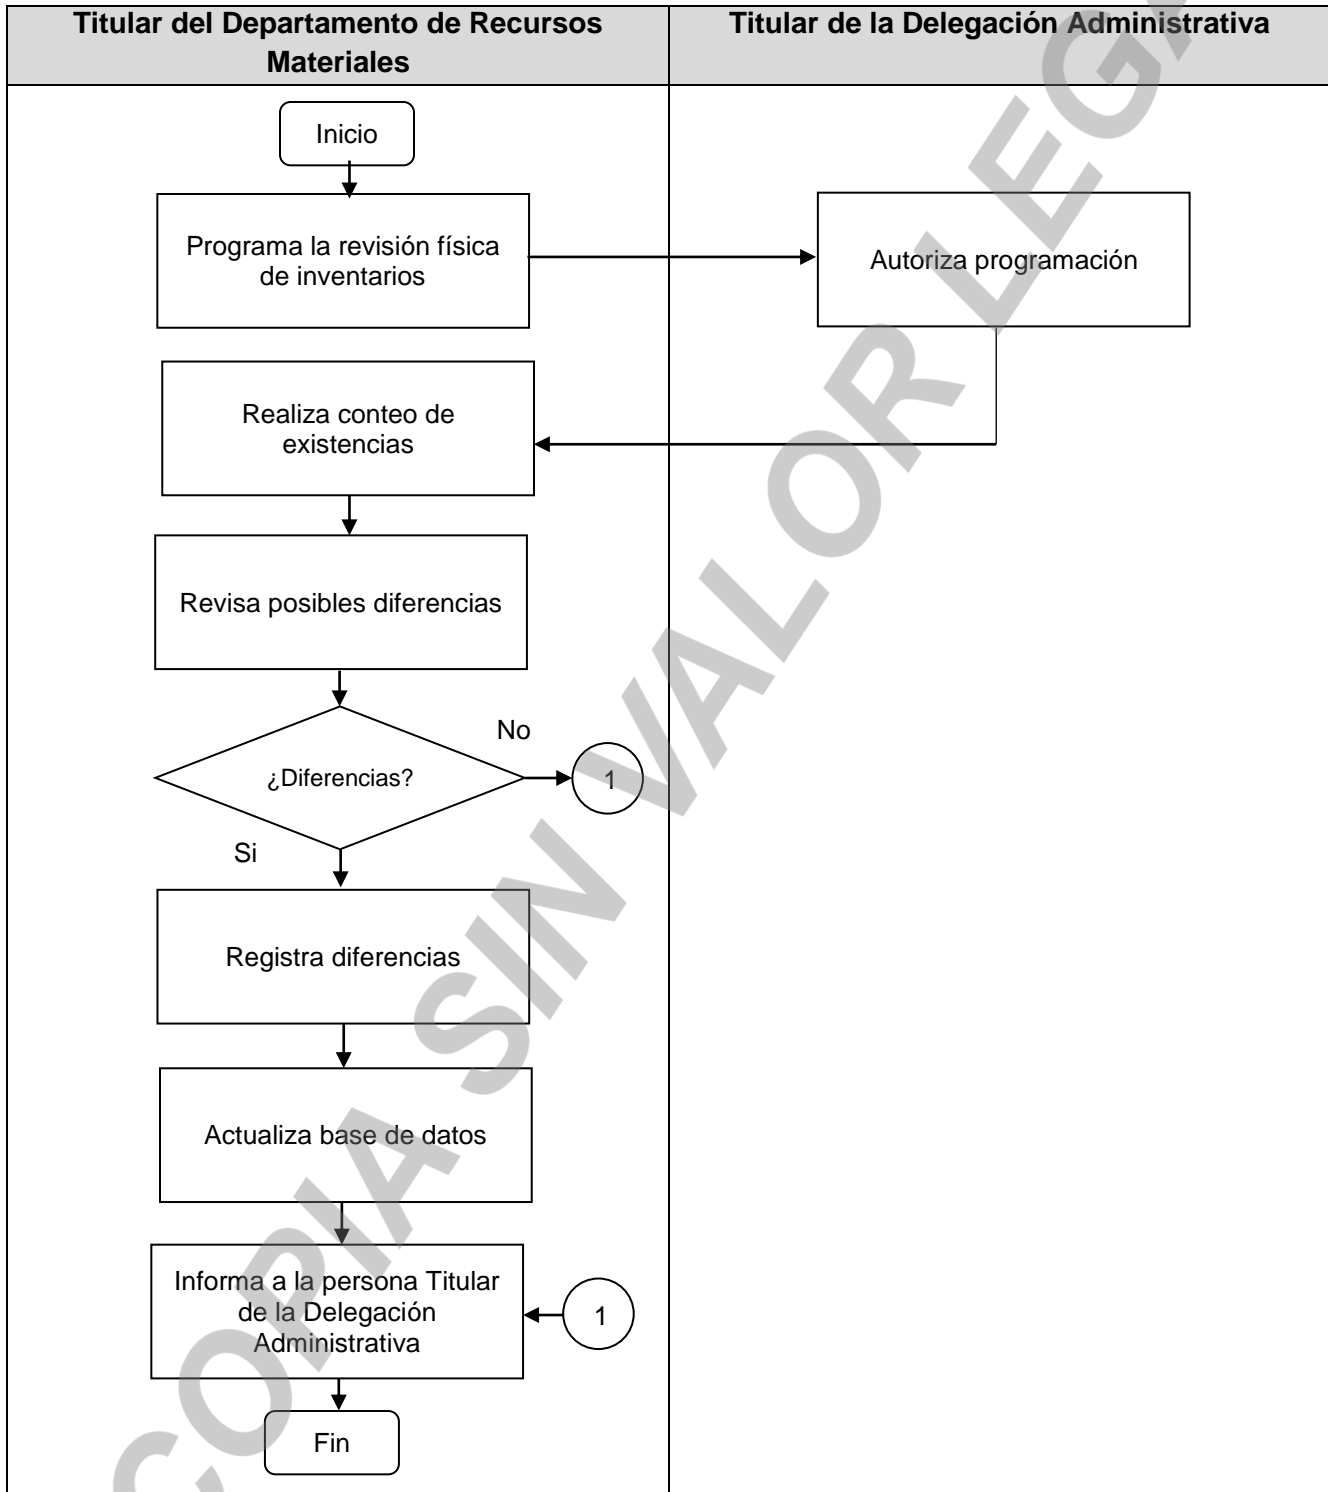 Titular del Departamento de Recursos
Materiales
Titular de la Delegación Administrativa
Inicio
Programa la revisión física
de inventarios
Autoriza programación
Realiza conteo de
existencias
Revisa posibles diferencias
No
¿Diferencias?
1
Si
Registra diferencias
Actualiza base de datos
Informa a la persona Titular
de la Delegación
Administrativa
1
Fin
COPIA SIN VALOR LEGA